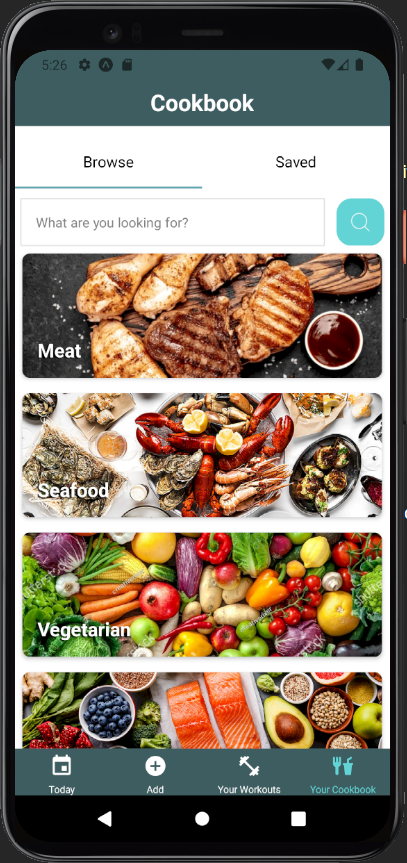 5:26
Cookbook
Browse
Saved
What are you looking for?
Meat
Seafood
Vegetarian
Today
Add
Your Workouts
Your Cookbook